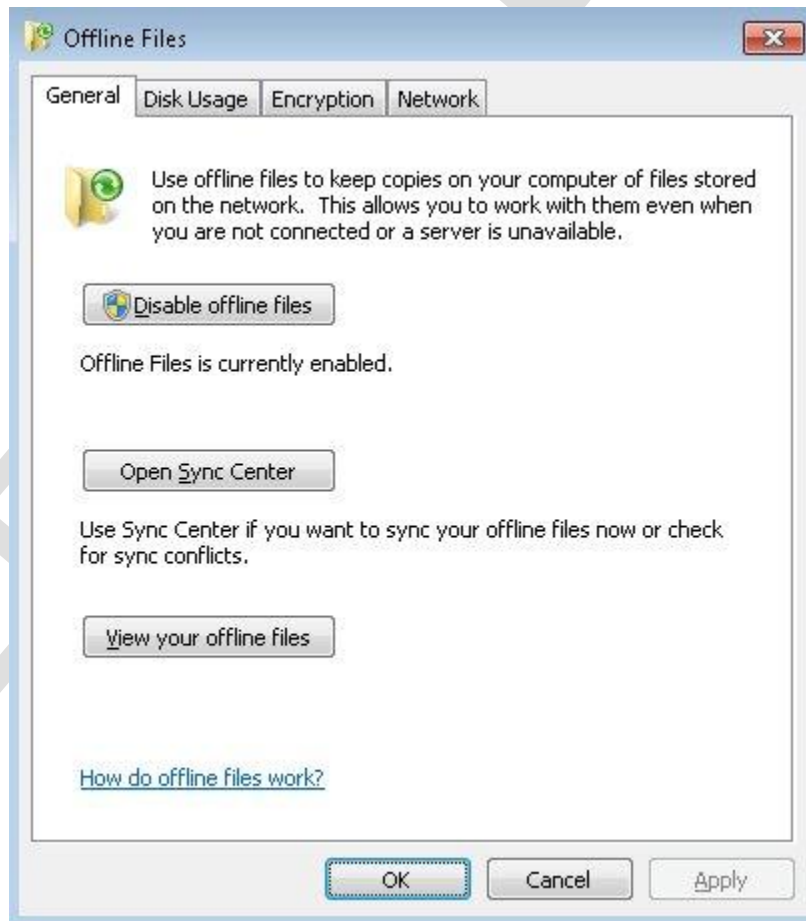 Offline Files
General Disk Usage Encryption Network
Use offline files to keep copies on your computer of files stored
on the network. This allows you to work with them even when
you are not connected or a server is unavailable.
Disable offline files
Offline Files is currently enabled.
Open Sync Center
Use Sync Center if you want to sync your offline files now or check
for sync conflicts.
View your offline files
How do offline files work?
OK Cancel Apply